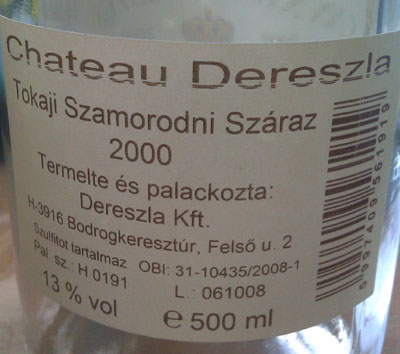 Chateau Dereszla
Tokaji Szamorodni Száraz
2000
Termelte és palackozta:
Dereszla Kft.
H-3916 Bodrogkeresztúr, Felső u. 2
Szulfitot tartalmaz OBI: 31-10435/2008-1
Pal. sz.: H 0191 L.: 061008
13 % vol e 500 ml
5997409561919